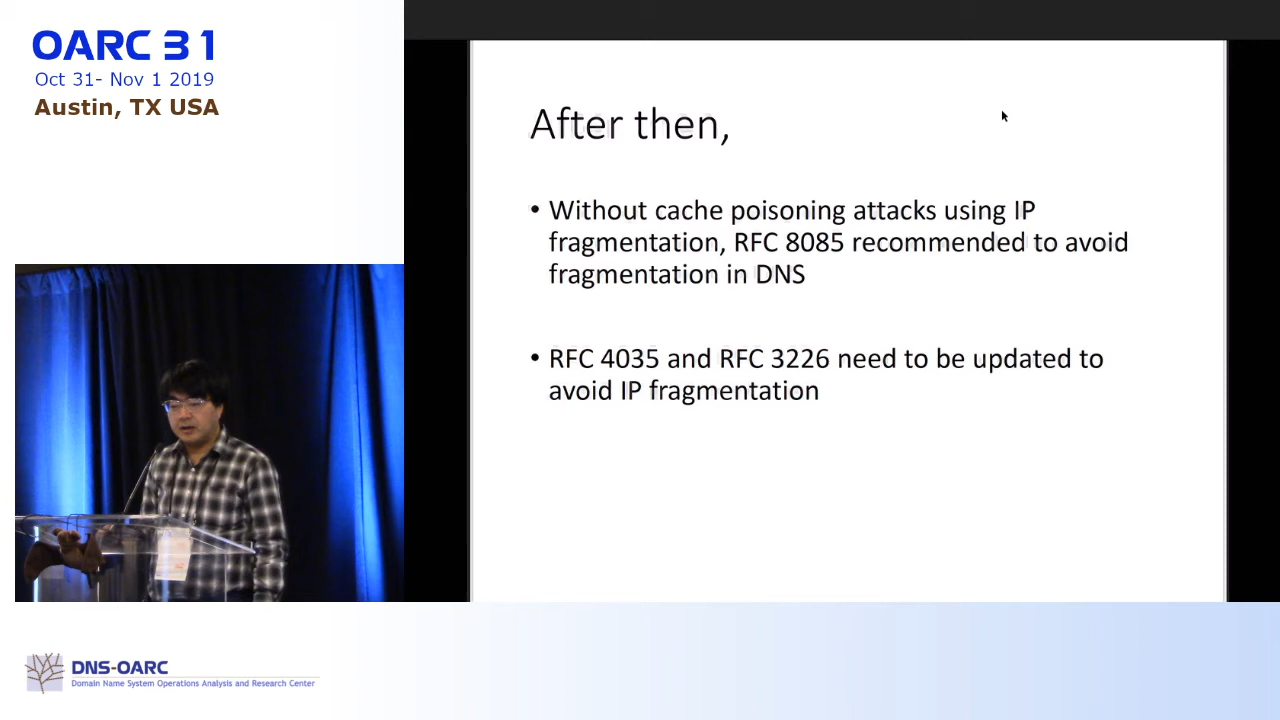 OARC 31
Oct 31- Nov 1 2019
Austin, TX USA
After then,
• Without cache poisoning attacks using IP
fragmentation, RFC 8085 recommended to avoid
fragmentation in DNS
• RFC 4035 and RFC 3226 need to be updated to
avoid IP fragmentation
DNS-OARC
Domain Name System Operations Analysis and Research Center